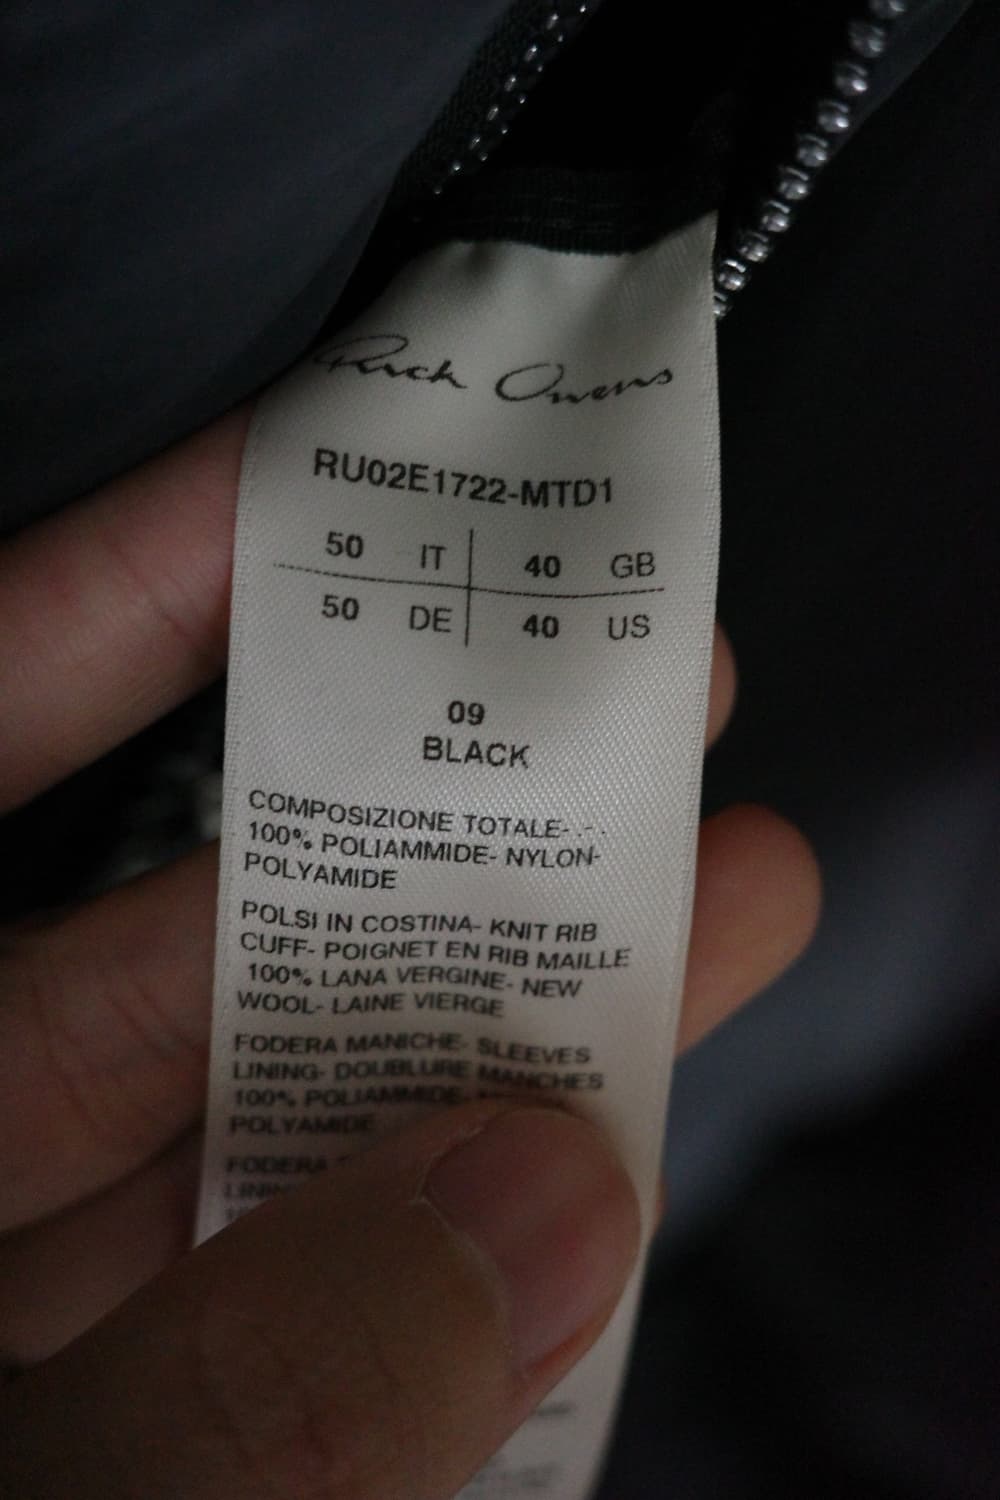 Rick Owens
RU02E1722-MTD1
50 IT 40 GB
50 DE 40 US
09
BLACK
COMPOSIZIONE TOTALE- .-.
100% POLIAMMIDE- NYLON-
POLYAMIDE
POLSI IN COSTINA- KNIT RIB
CUFF- POIGNET EN RIB MAILLE
100% LANA VERGINE- NEW
WOOL- LAINE VIERGE
FODERA MANICHE- SLEEVES
LINING- DOUBLURE MANCHES
100% POLIAMMIDE-
POLYAMIDE
FODERA